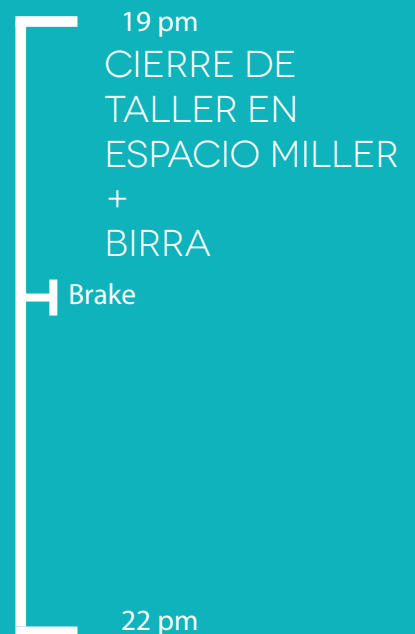 19 pm
CIERRE DE
TALLER EN
ESPACIO MILLER
+
BIRRA
Brake
22 pm